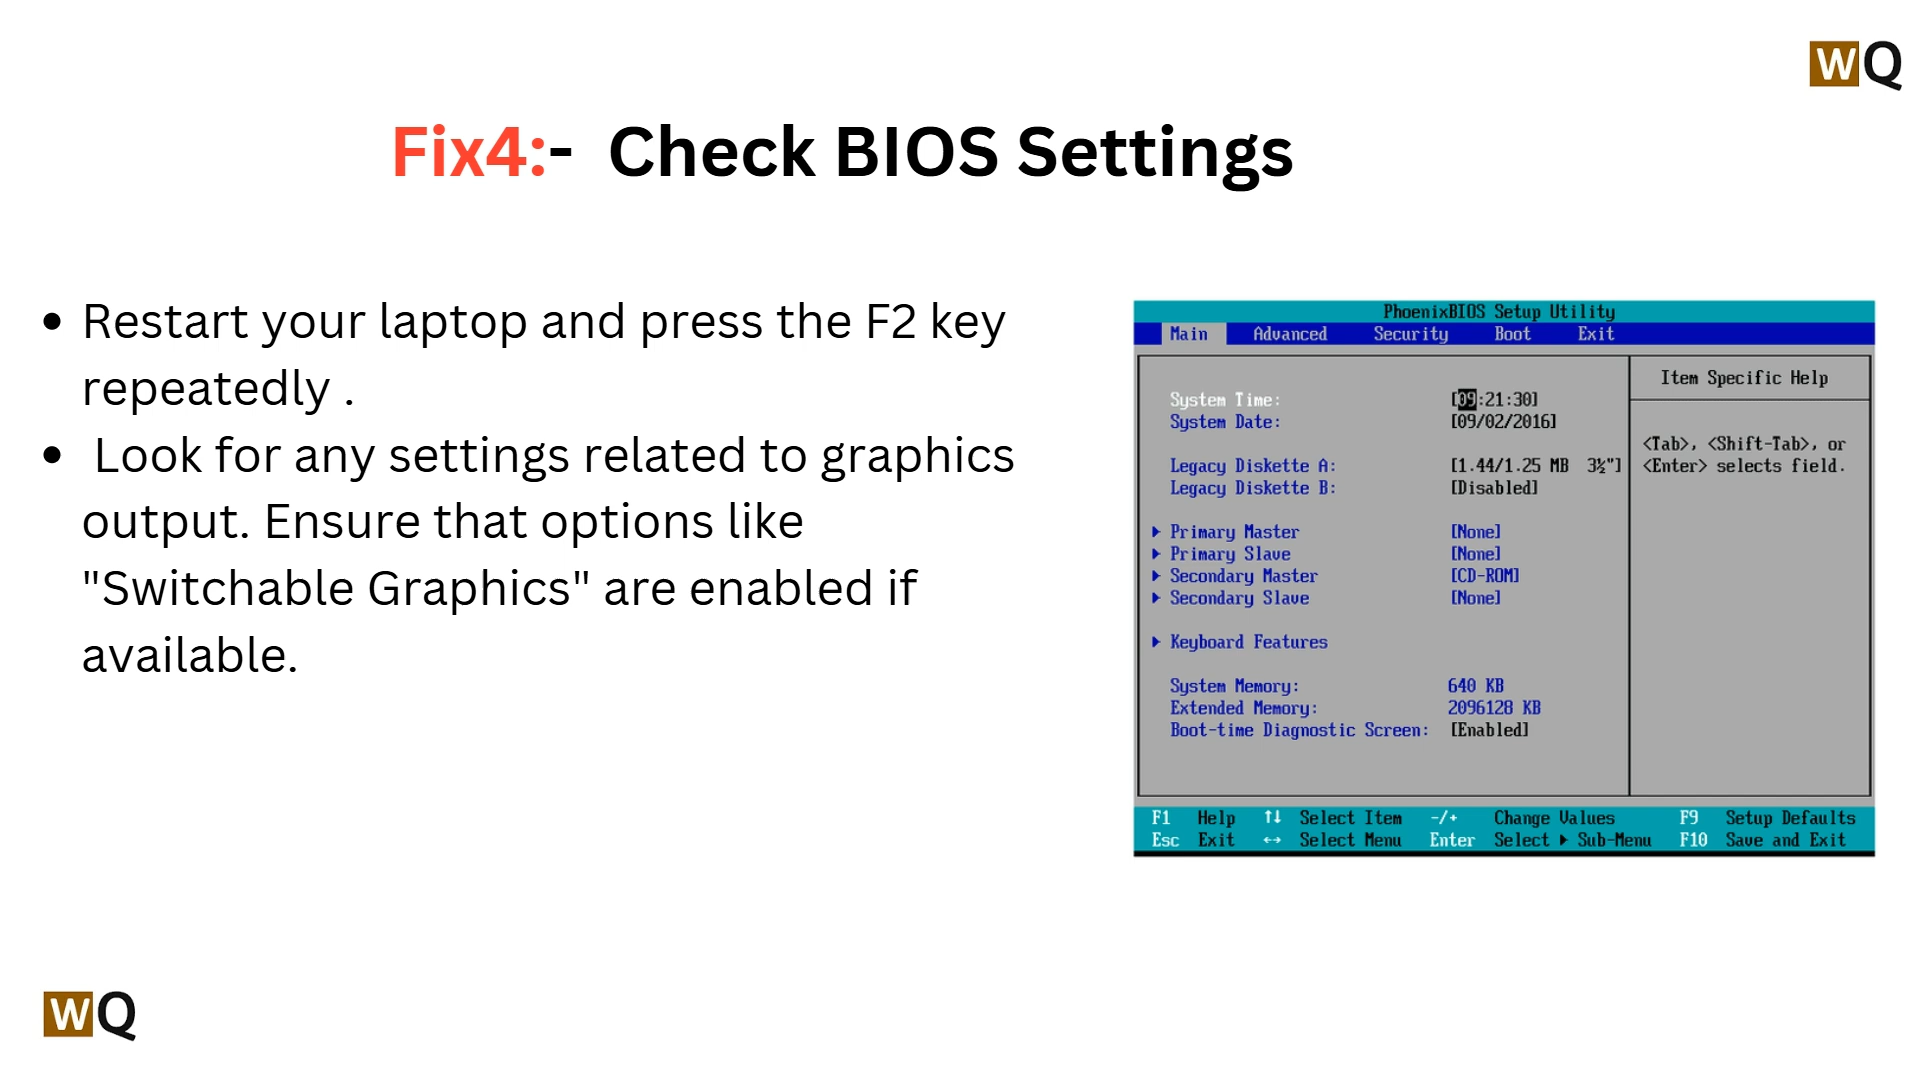 WQ
Fix4:- Check BIOS Settings
• Restart your laptop and press the F2 key
repeatedly .
• Look for any settings related to graphics
output. Ensure that options like
"Switchable Graphics" are enabled if
available.
PhoenixBIOS Setup Utility
Main Advanced Security Boot Exit
System Time: [09:21:30]
System Date: [09/02/2016]
Legacy Diskette A: [1.44/1.25 MB 3½"]
Legacy Diskette B: [Disabled]
▶ Primary Master [None]
▶ Primary Slave [None]
▶ Secondary Master [CD-ROM]
▶ Secondary Slave [None]
▶ Keyboard Features
System Memory: 640 KB
Extended Memory: 2096128 KB
Boot-time Diagnostic Screen: [Enabled]
Item Specific Help
<Tab>, <Shift-Tab>, or
<Enter> selects field.
F1 Help ↑↓ Select Item -/+ Change Values F9 Setup Defaults
Esc Exit ↔ Select Menu Enter Select ▶ Sub-Menu F10 Save and Exit
WQ